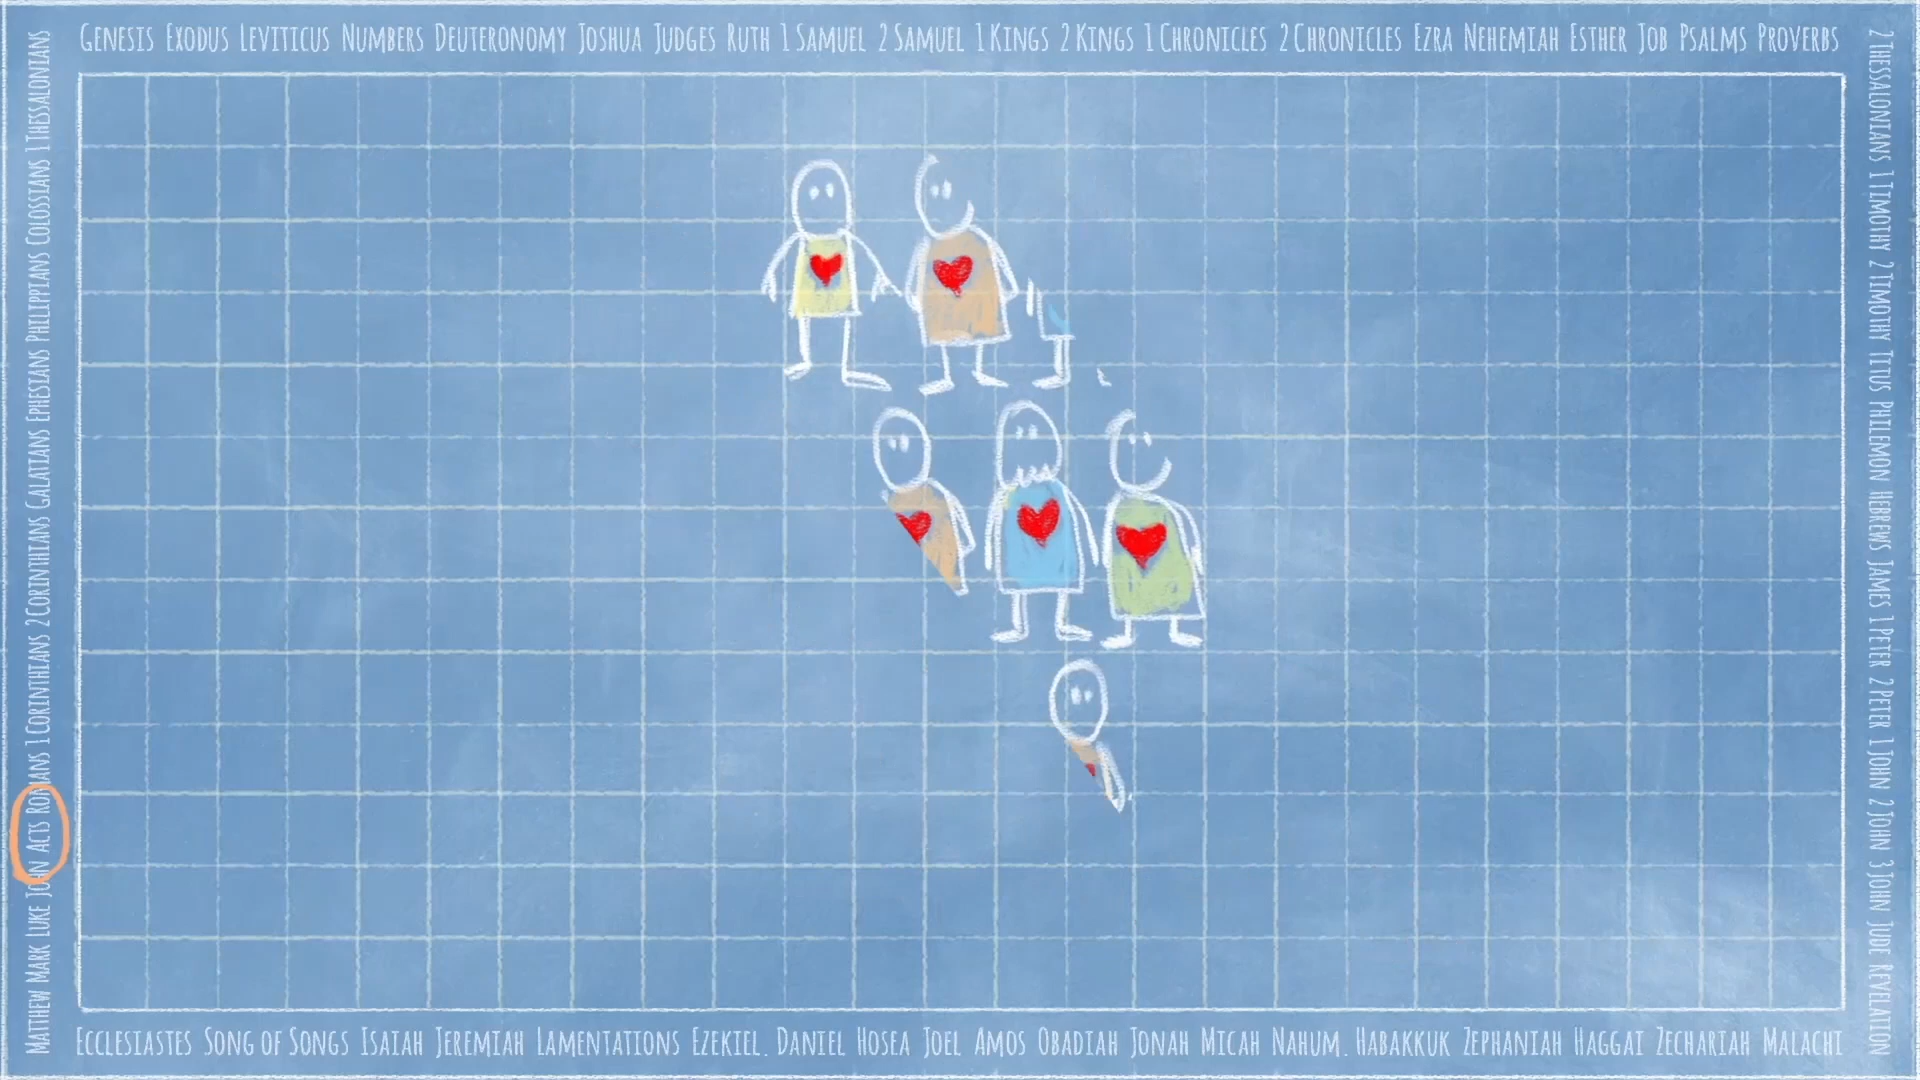 Genesis Exodus Leviticus Numbers Deuteronomy Joshua Judges Ruth 1 Samuel 2 Samuel 1 Kings 2 Kings 1 Chronicles 2 Chronicles Ezra Nehemiah Esther Job Psalms Proverbs
Ecclesiastes Song of Songs Isaiah Jeremiah Lamentations Ezekiel. Daniel Hosea Joel Amos Obadiah Jonah Micah Nahum. Habakkuk Zephaniah Haggai Zechariah Malachi
Matthew Mark Luke John Acts Romans 1 Corinthians 2 Corinthians Galatians Ephesians Philippians Colossians 1 Thessalonians
2 Thessalonians 1 Timothy 2 Timothy Titus Philemon Hebrews James 1 Peter 2 Peter 1 John 2 John 3 John Jude Revelation